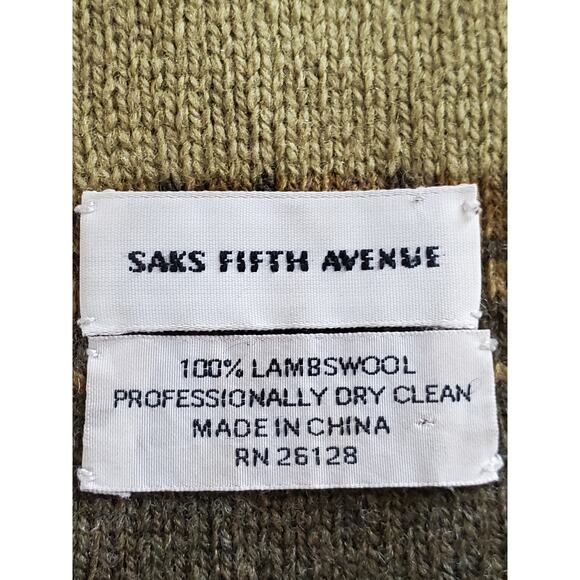 SAKS FIFTH AVENUE
100% LAMBSWOOL
PROFESSIONALLY DRY CLEAN
MADE IN CHINA
RN 26128